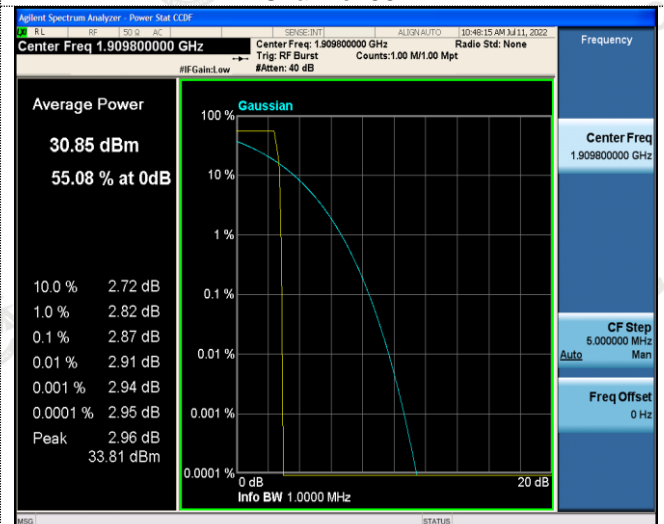 Agilent Spectrum Analyzer - Power Stat CCDF
RL RF 50 Ω AC SENSE:INT ALIGN AUTO 10:48:15 AM Jul 11, 2022
Center Freq 1.909800000 GHz
Center Freq: 1.909800000 GHz Radio Std: None
Trig: RF Burst Counts:1.00 M/1.00 Mpt
#IFGain:Low #Atten: 40 dB
Frequency
Average Power
30.85 dBm
55.08 % at 0dB
10.0 % 2.72 dB
1.0 % 2.82 dB
0.1 % 2.87 dB
0.01 % 2.91 dB
0.001 % 2.94 dB
0.0001 % 2.95 dB
Peak 2.96 dB
33.81 dBm
Gaussian
100 %
10 %
1 %
0.1 %
0.01 %
0.001 %
0.0001 %
0 dB 20 dB
Info BW 1.0000 MHz
Center Freq
1.909800000 GHz
CF Step
5.000000 MHz
Auto Man
Freq Offset
0 Hz
MSG STATUS